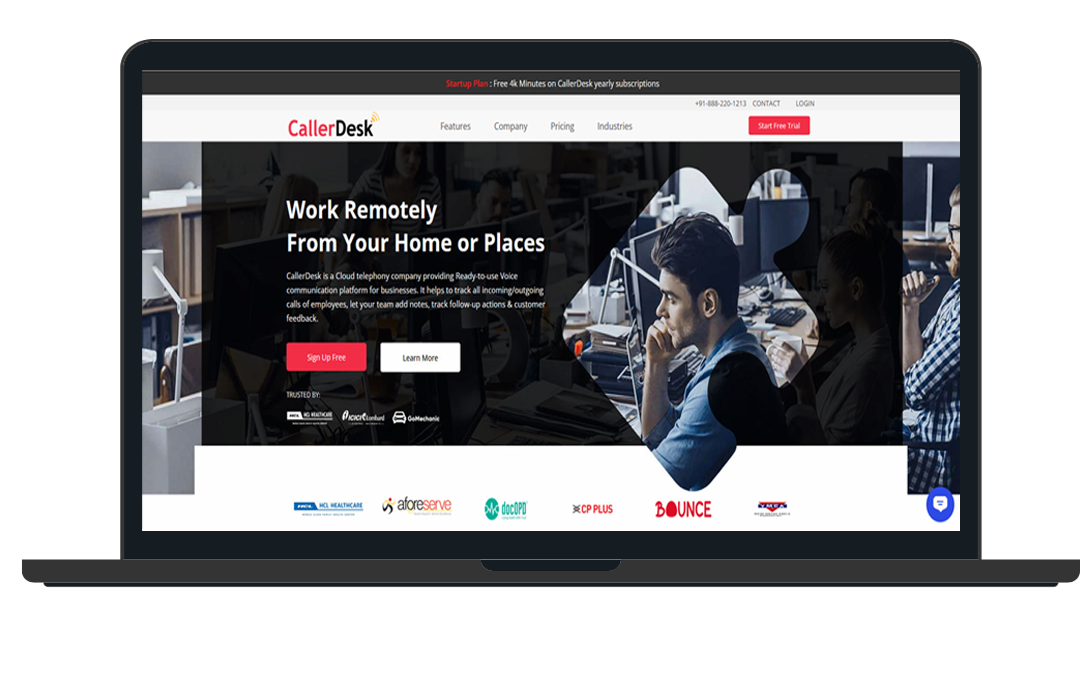 Startup Plan : Free 4k Minutes on CallerDesk yearly subscriptions
+91-888-220-1213 CONTACT LOGIN
CallerDesk Features Company Pricing Industries Start Free Trial
Work Remotely
From Your Home or Places
CallerDesk is a Cloud telephony company providing Ready-to-use Voice
communication platform for businesses. It helps to track all incoming/outgoing
calls of employees, let your team add notes, track follow-up actions & customer
feedback.
Sign Up Free Learn More
TRUSTED BY:
HCL HEALTHCARE ICICI Lombard GoMechanic
HCL HEALTHCARE aforeserve docOPD CP PLUS BOUNCE YMCA